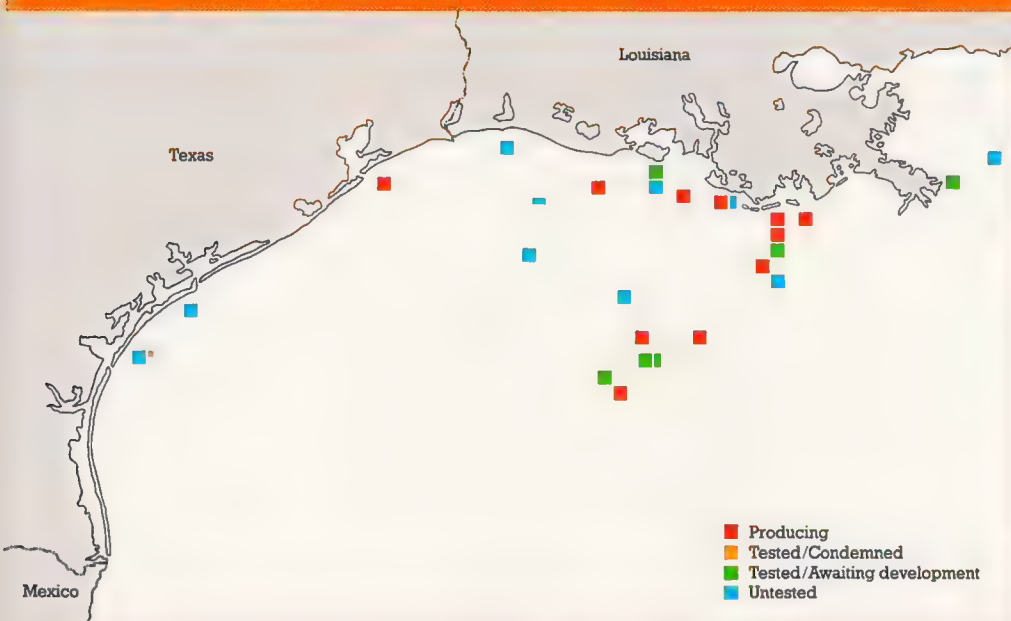 Louisiana
Texas
Producing
Tested/Condemned
Tested/Awaiting development
Untested
Mexico